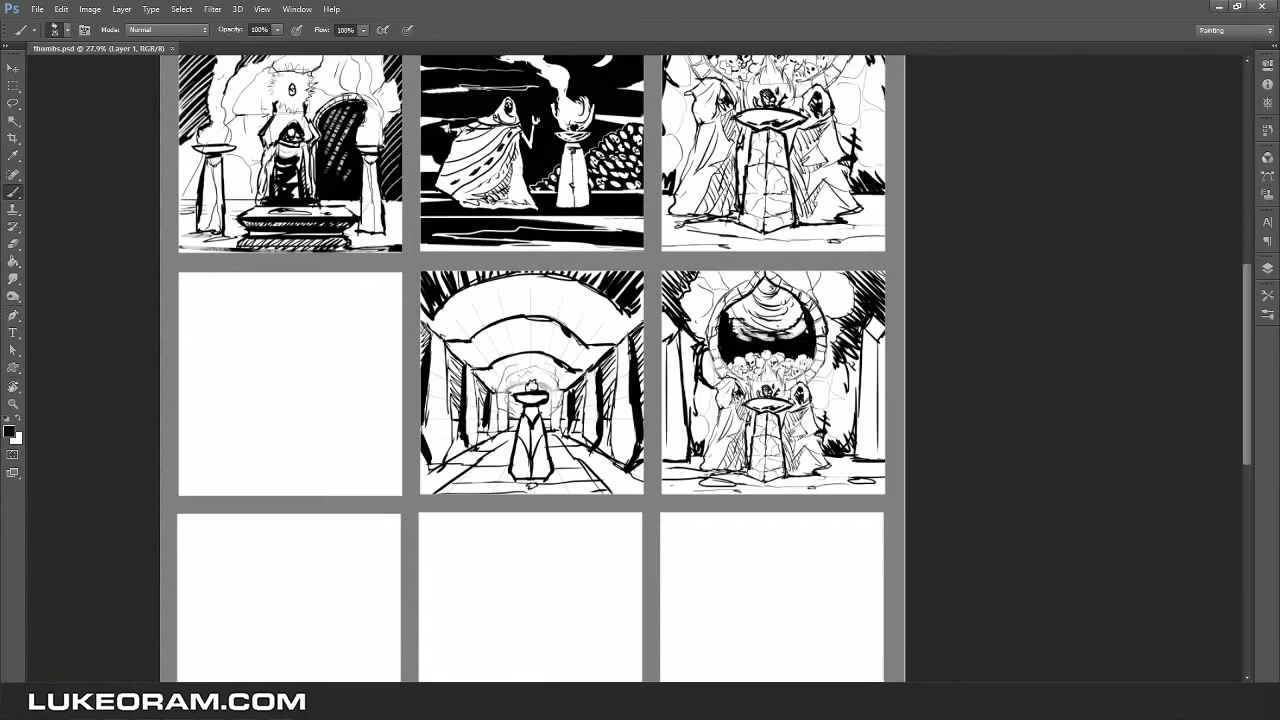 Ps File Edit Image Layer Type Select Filter 3D View Window Help
25 Mode: Normal Opacity: 100% Flow: 100% Painting
thumbs.psd @ 27.9% (Layer 1, RGB/8) ×
LUKEORAM.COM